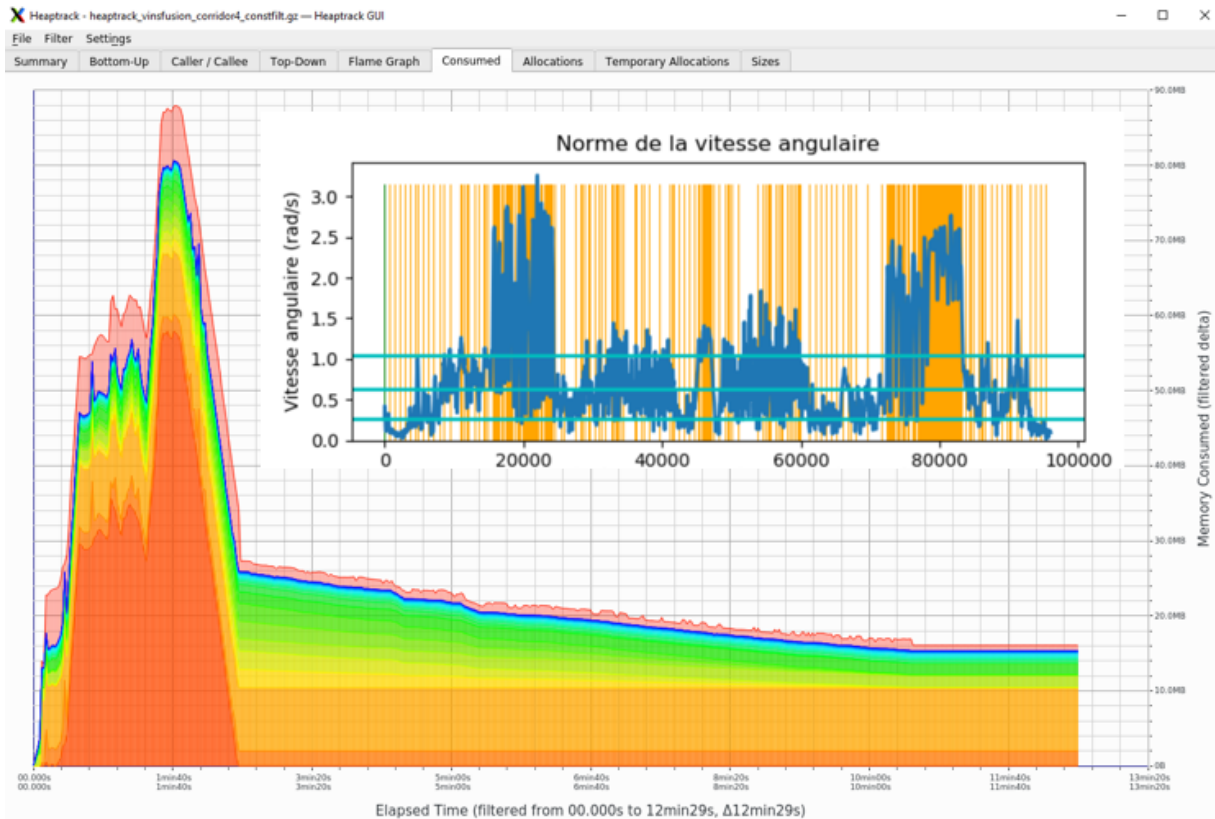 Heaptrack - heaptrack_vinsfusion_corridor4_constfilt.gz — Heaptrack GUI
File Filter Settings
Summary Bottom-Up Caller / Callee Top-Down Flame Graph Consumed Allocations Temporary Allocations Sizes
Norme de la vitesse angulaire
Vitesse angulaire (rad/s)
3.0
2.5
2.0
1.5
1.0
0.5
0.0
0 20000 40000 60000 80000 100000
90.0MB
80.0MB
70.0MB
60.0MB
50.0MB
40.0MB
30.0MB
20.0MB
10.0MB
0B
Memory Consumed (filtered delta)
00.000s 1min40s 3min20s 5min00s 6min40s 8min20s 10min00s 11min40s 13min20s
00.000s 1min40s 3min20s 5min00s 6min40s 8min20s 10min00s 11min40s 13min20s
Elapsed Time (filtered from 00.000s to 12min29s, Δ12min29s)